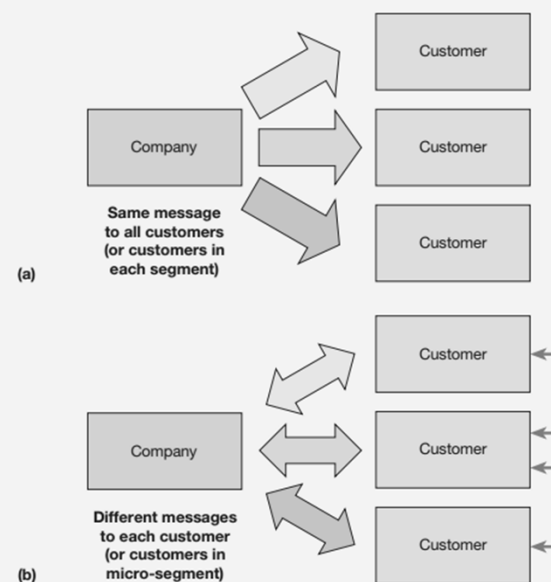 Customer
Company
Customer
Same message
to all customers
(or customers in
each segment)
Customer
(a)
Customer
Company
Customer
Different messages
to each customer
(or customers in
micro-segment)
Customer
(b)